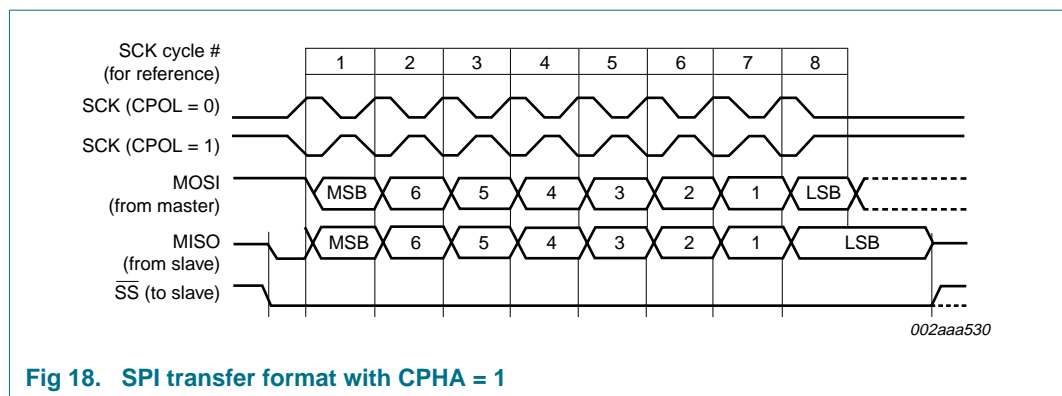 SCK cycle #
(for reference)
1 2 3 4 5 6 7 8
SCK (CPOL = 0)
SCK (CPOL = 1)
MOSI
(from master)
MSB 6 5 4 3 2 1 LSB
MISO
(from slave)
MSB 6 5 4 3 2 1 LSB
SS (to slave)
002aaa530
Fig 18. SPI transfer format with CPHA = 1